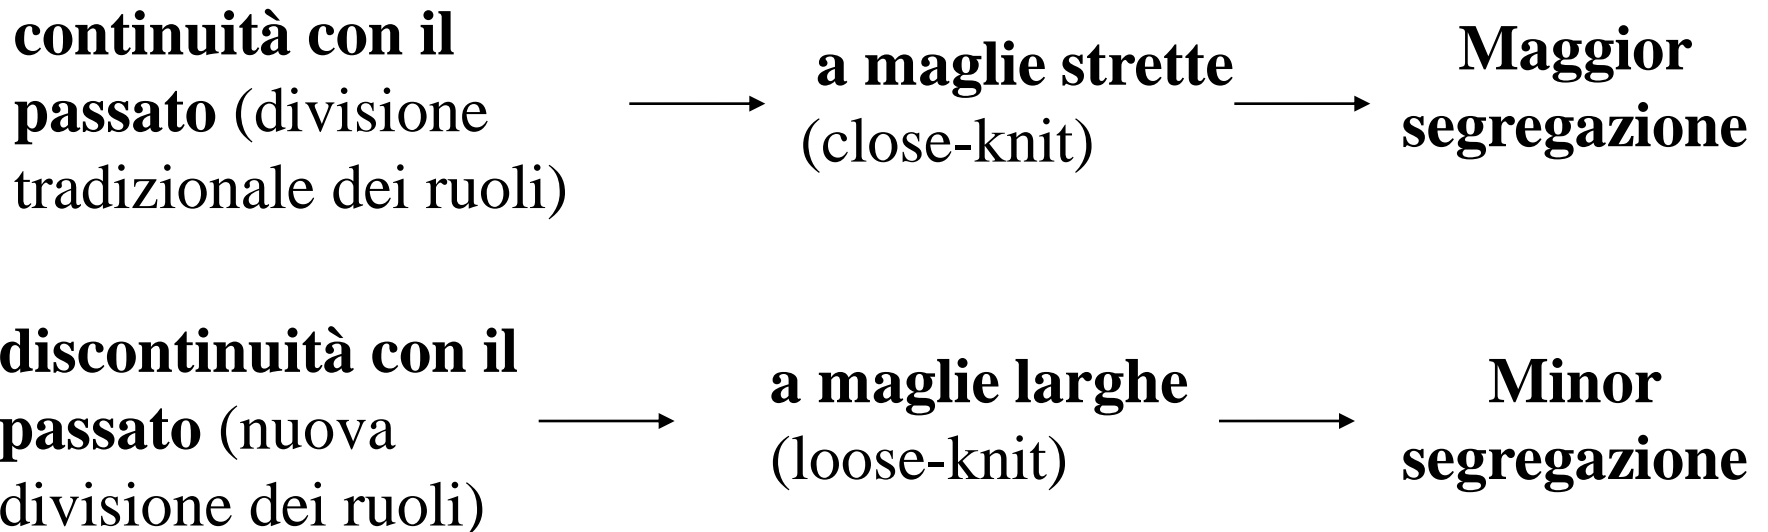 continuità con il
passato (divisione
tradizionale dei ruoli)
a maglie strette
(close-knit)
Maggior
segregazione
discontinuità con il
passato (nuova
divisione dei ruoli)
a maglie larghe
(loose-knit)
Minor
segregazione